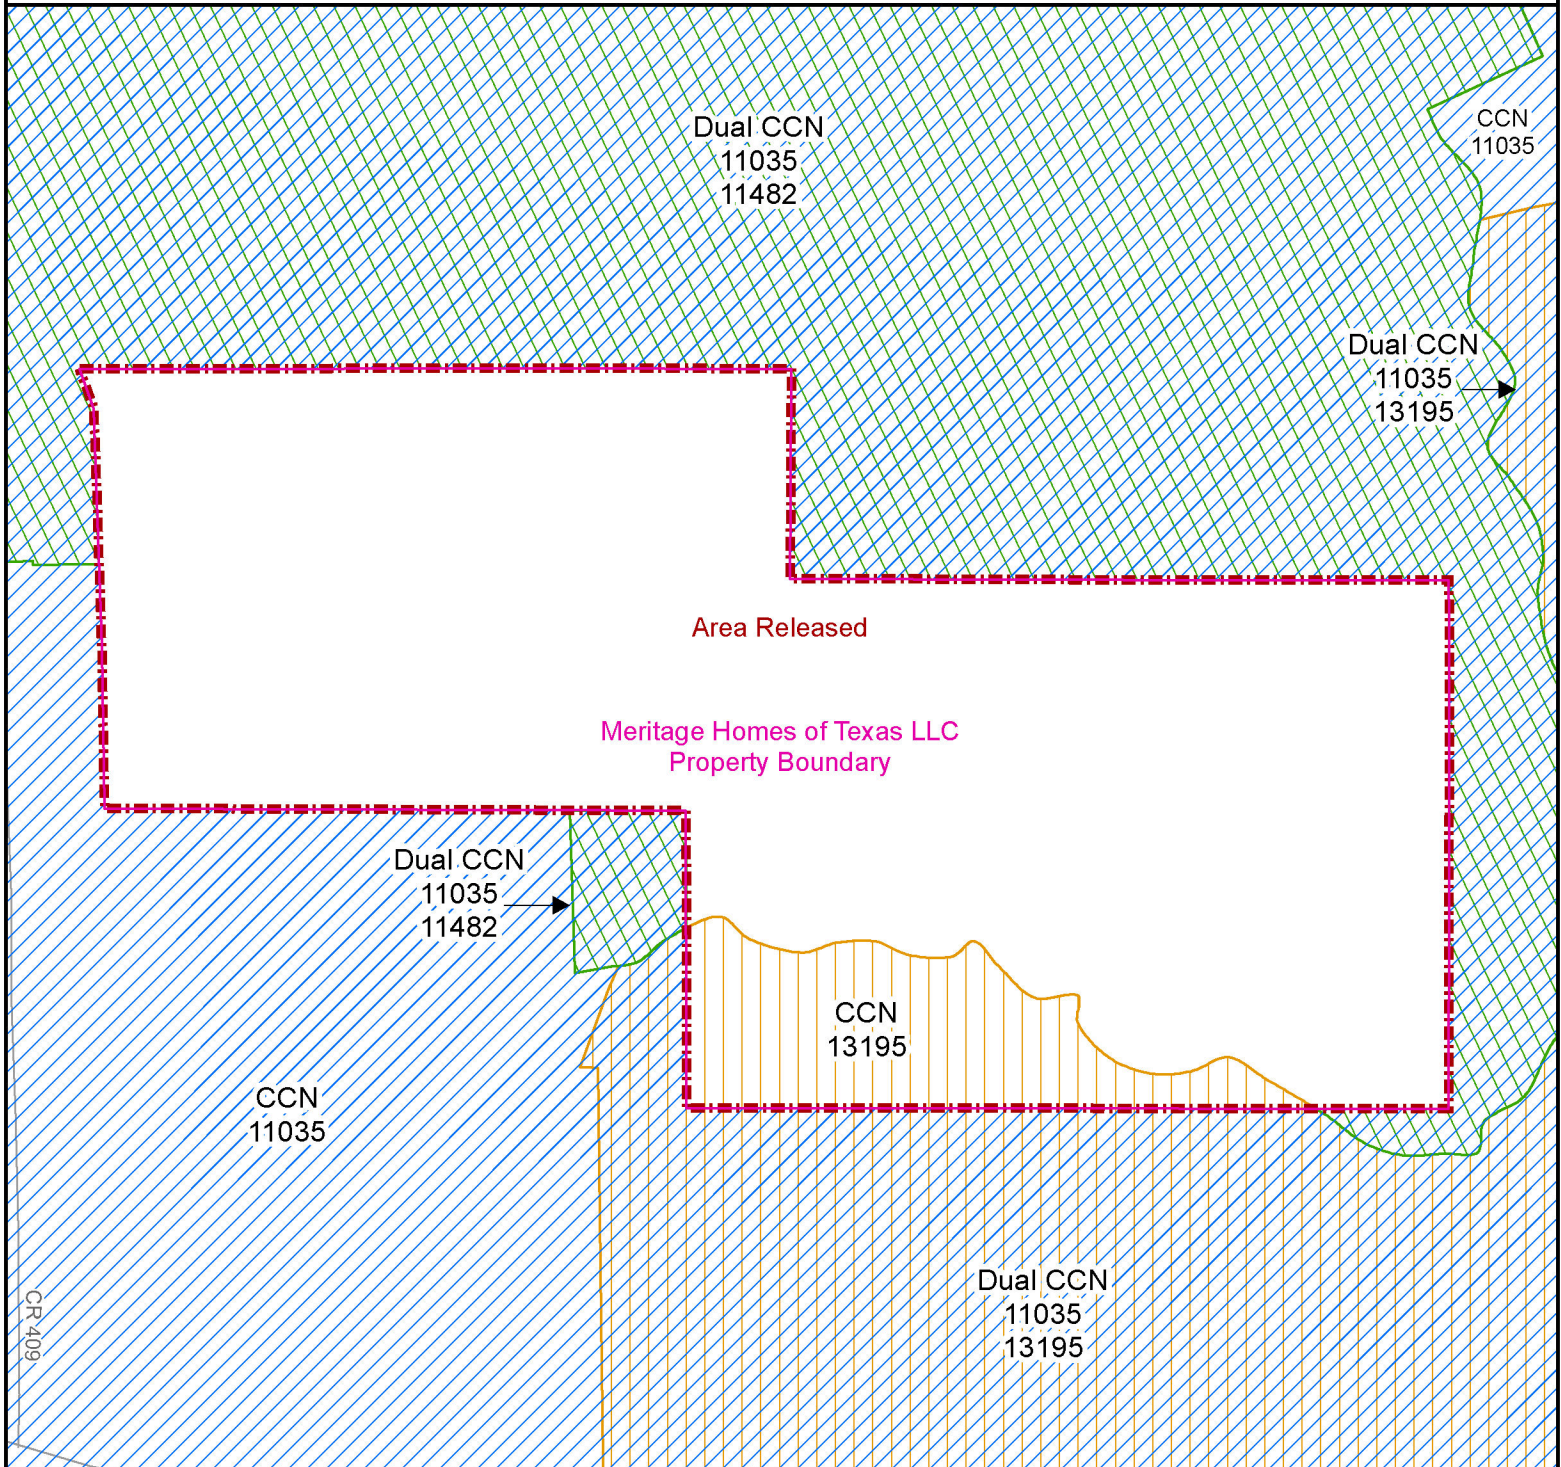 Dual CCN
11035
11482
CCN
11035
Dual CCN
11035
13195
Area Released
Meritage Homes of Texas LLC
Property Boundary
Dual CCN
11035
11482
CCN
13195
CCN
11035
Dual CCN
11035
13195
CR 409